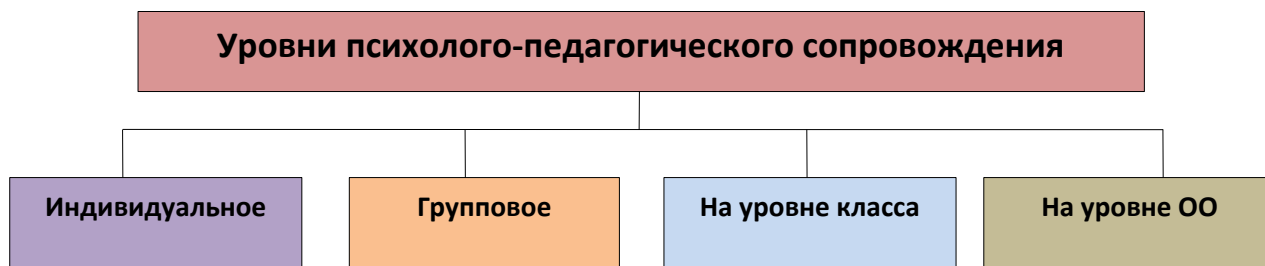 Уровни психолого-педагогического сопровождения
Индивидуальное
Групповое
На уровне класса
На уровне ОО